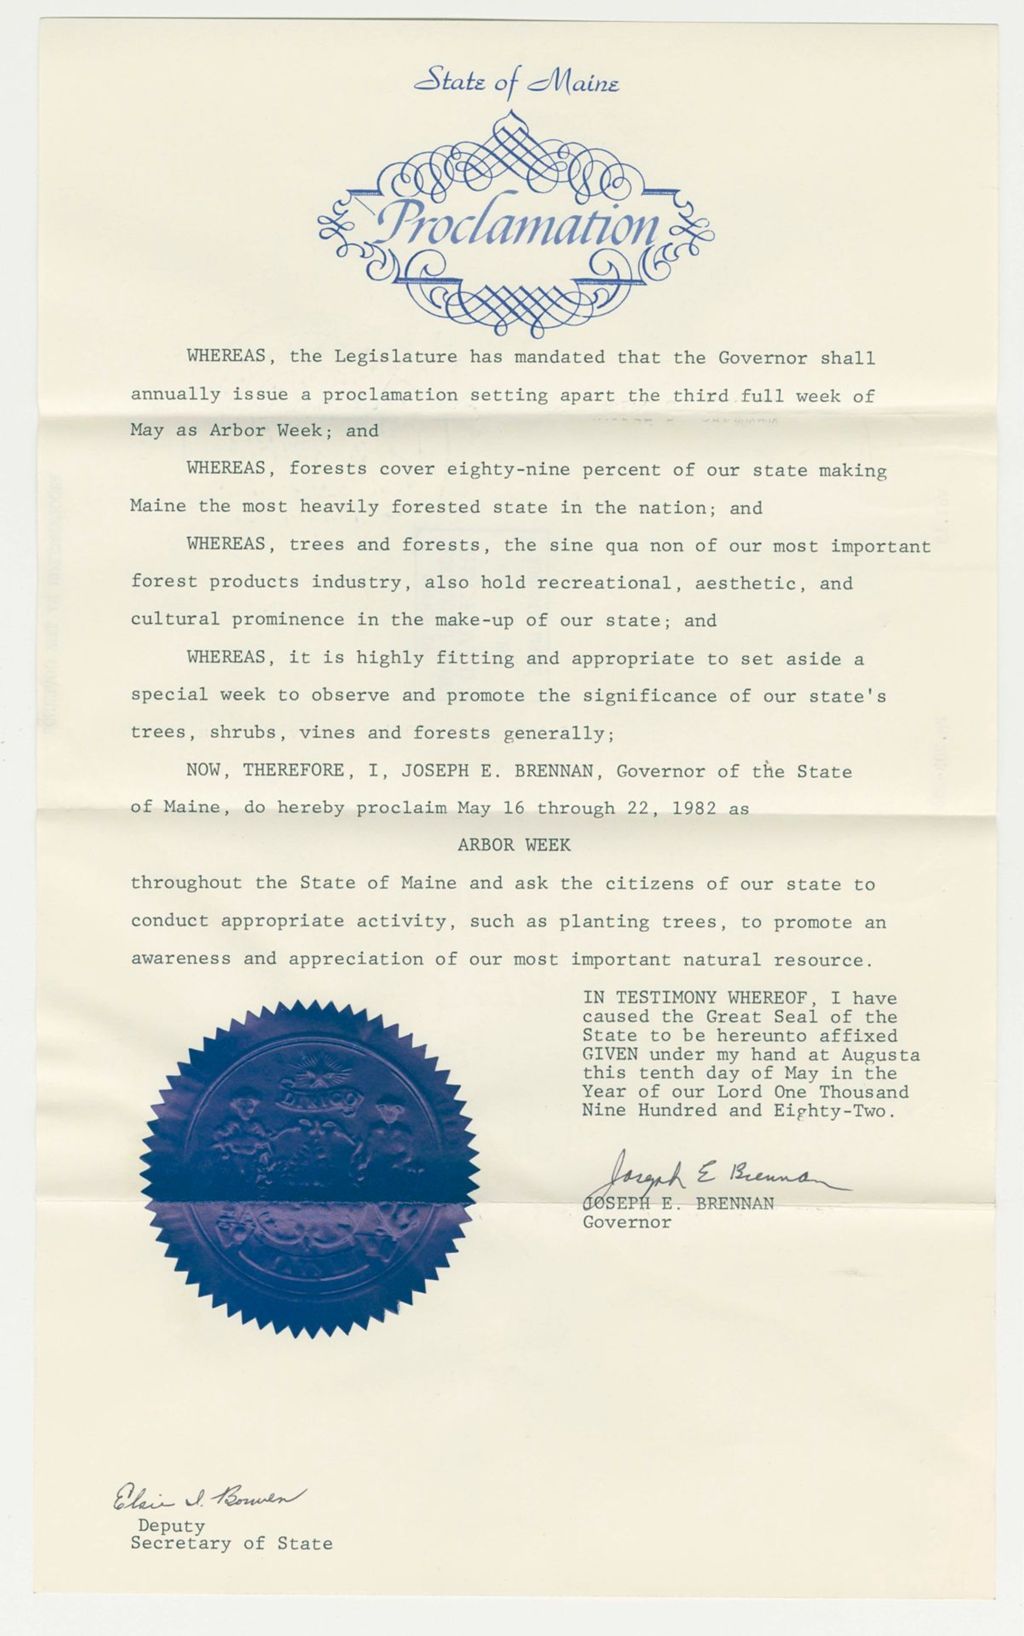 State of Maine
Proclamation
WHEREAS, the Legislature has mandated that the Governor shall
annually issue a proclamation setting apart the third full week of
May as Arbor Week; and
WHEREAS, forests cover eighty-nine percent of our state making
Maine the most heavily forested state in the nation; and
WHEREAS, trees and forests, the sine qua non of our most important
forest products industry, also hold recreational, aesthetic, and
cultural prominence in the make-up of our state; and
WHEREAS, it is highly fitting and appropriate to set aside a
special week to observe and promote the significance of our state's
trees, shrubs, vines and forests generally;
NOW, THEREFORE, I, JOSEPH E. BRENNAN, Governor of the State
of Maine, do hereby proclaim May 16 through 22, 1982 as
ARBOR WEEK
throughout the State of Maine and ask the citizens of our state to
conduct appropriate activity, such as planting trees, to promote an
awareness and appreciation of our most important natural resource.
IN TESTIMONY WHEREOF, I have
caused the Great Seal of the
State to be hereunto affixed
GIVEN under my hand at Augusta
this tenth day of May in the
Year of our Lord One Thousand
Nine Hundred and Eighty-Two.
DIRIGO
Joseph E Brennan
JOSEPH E. BRENNAN
Governor
Elsie I. Bowen
Deputy
Secretary of State